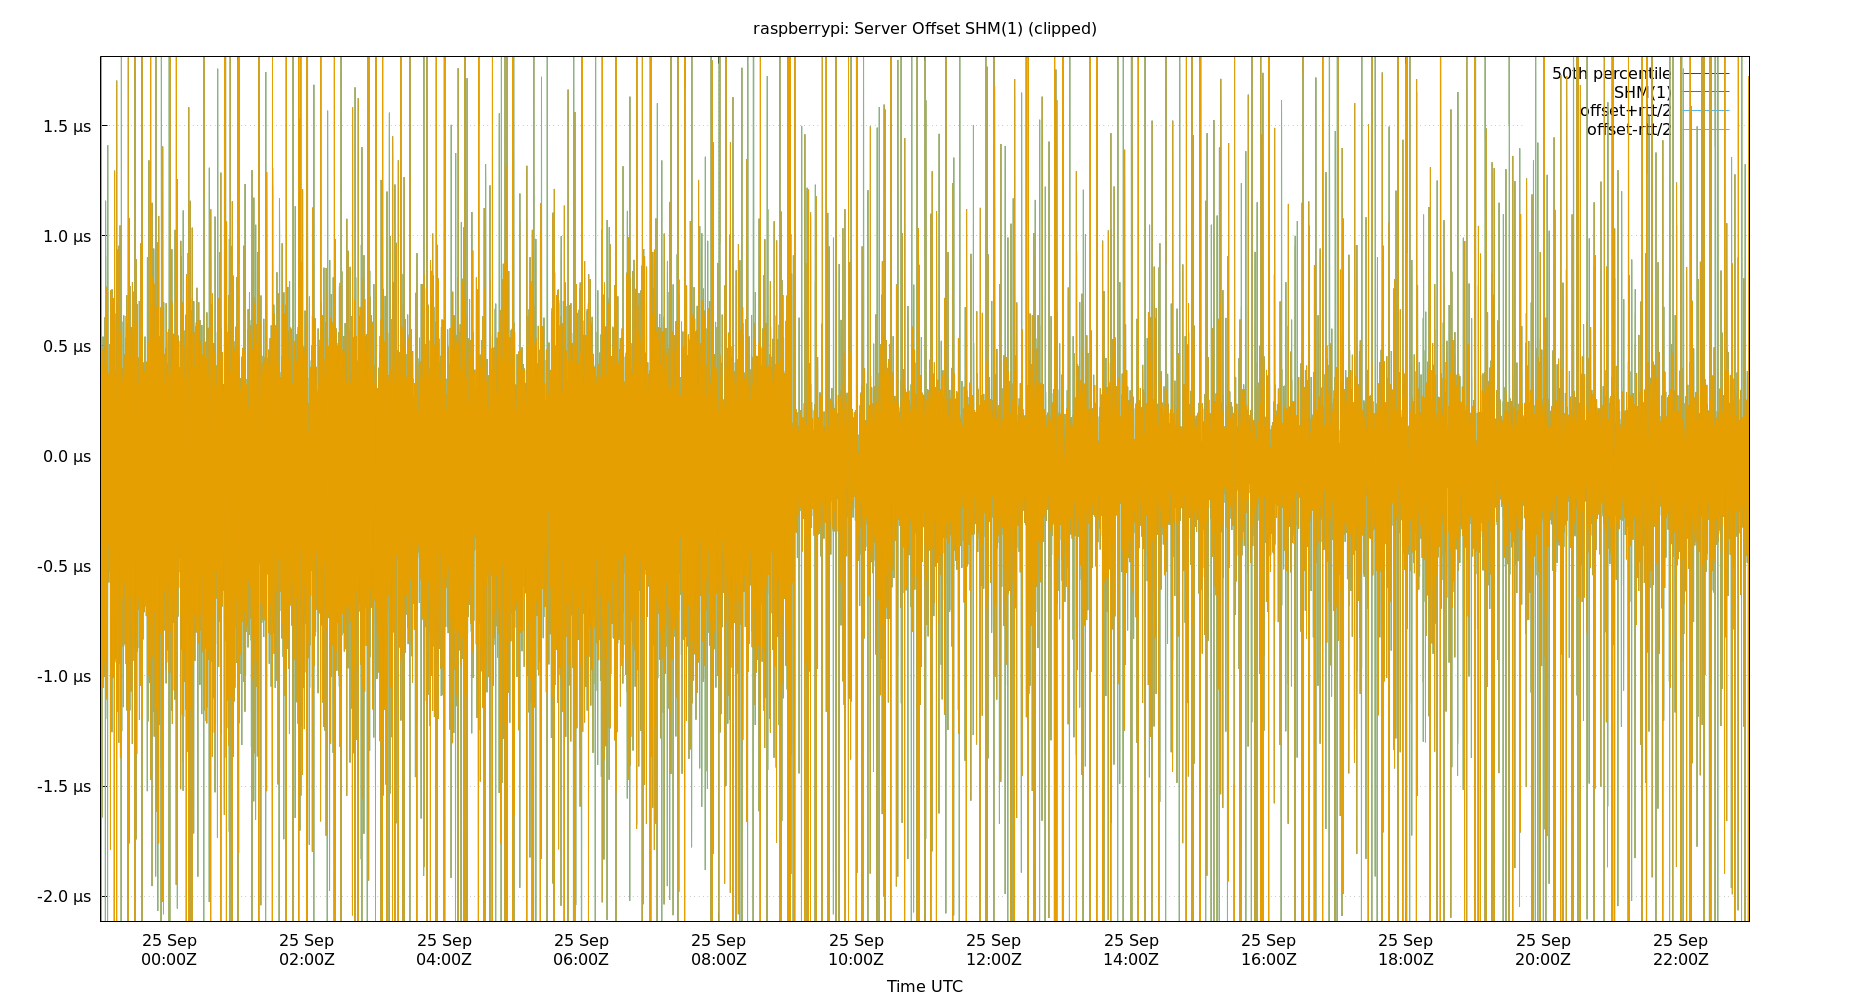 raspberrypi: Server Offset SHM(1) (clipped)
50th percentile
SHM(1)
offset+rtt/2
offset-rtt/2
1.5 µs
1.0 µs
0.5 µs
0.0 µs
-0.5 µs
-1.0 µs
-1.5 µs
-2.0 µs
25 Sep 25 Sep 25 Sep 25 Sep 25 Sep 25 Sep 25 Sep 25 Sep 25 Sep 25 Sep 25 Sep 25 Sep
00:00Z 02:00Z 04:00Z 06:00Z 08:00Z 10:00Z 12:00Z 14:00Z 16:00Z 18:00Z 20:00Z 22:00Z
Time UTC